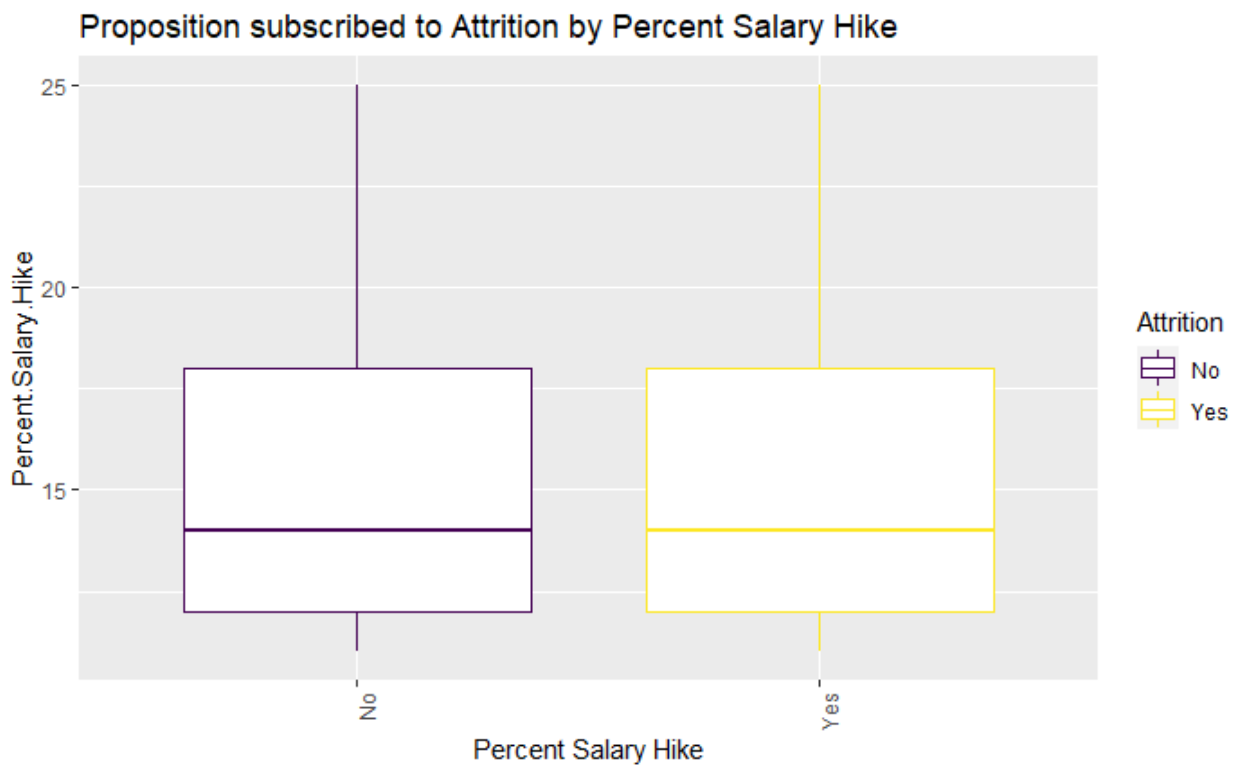 Proposition subscribed to Attrition by Percent Salary Hike
Percent.Salary.Hike
25
20
15
No
Yes
Percent Salary Hike
Attrition
No
Yes